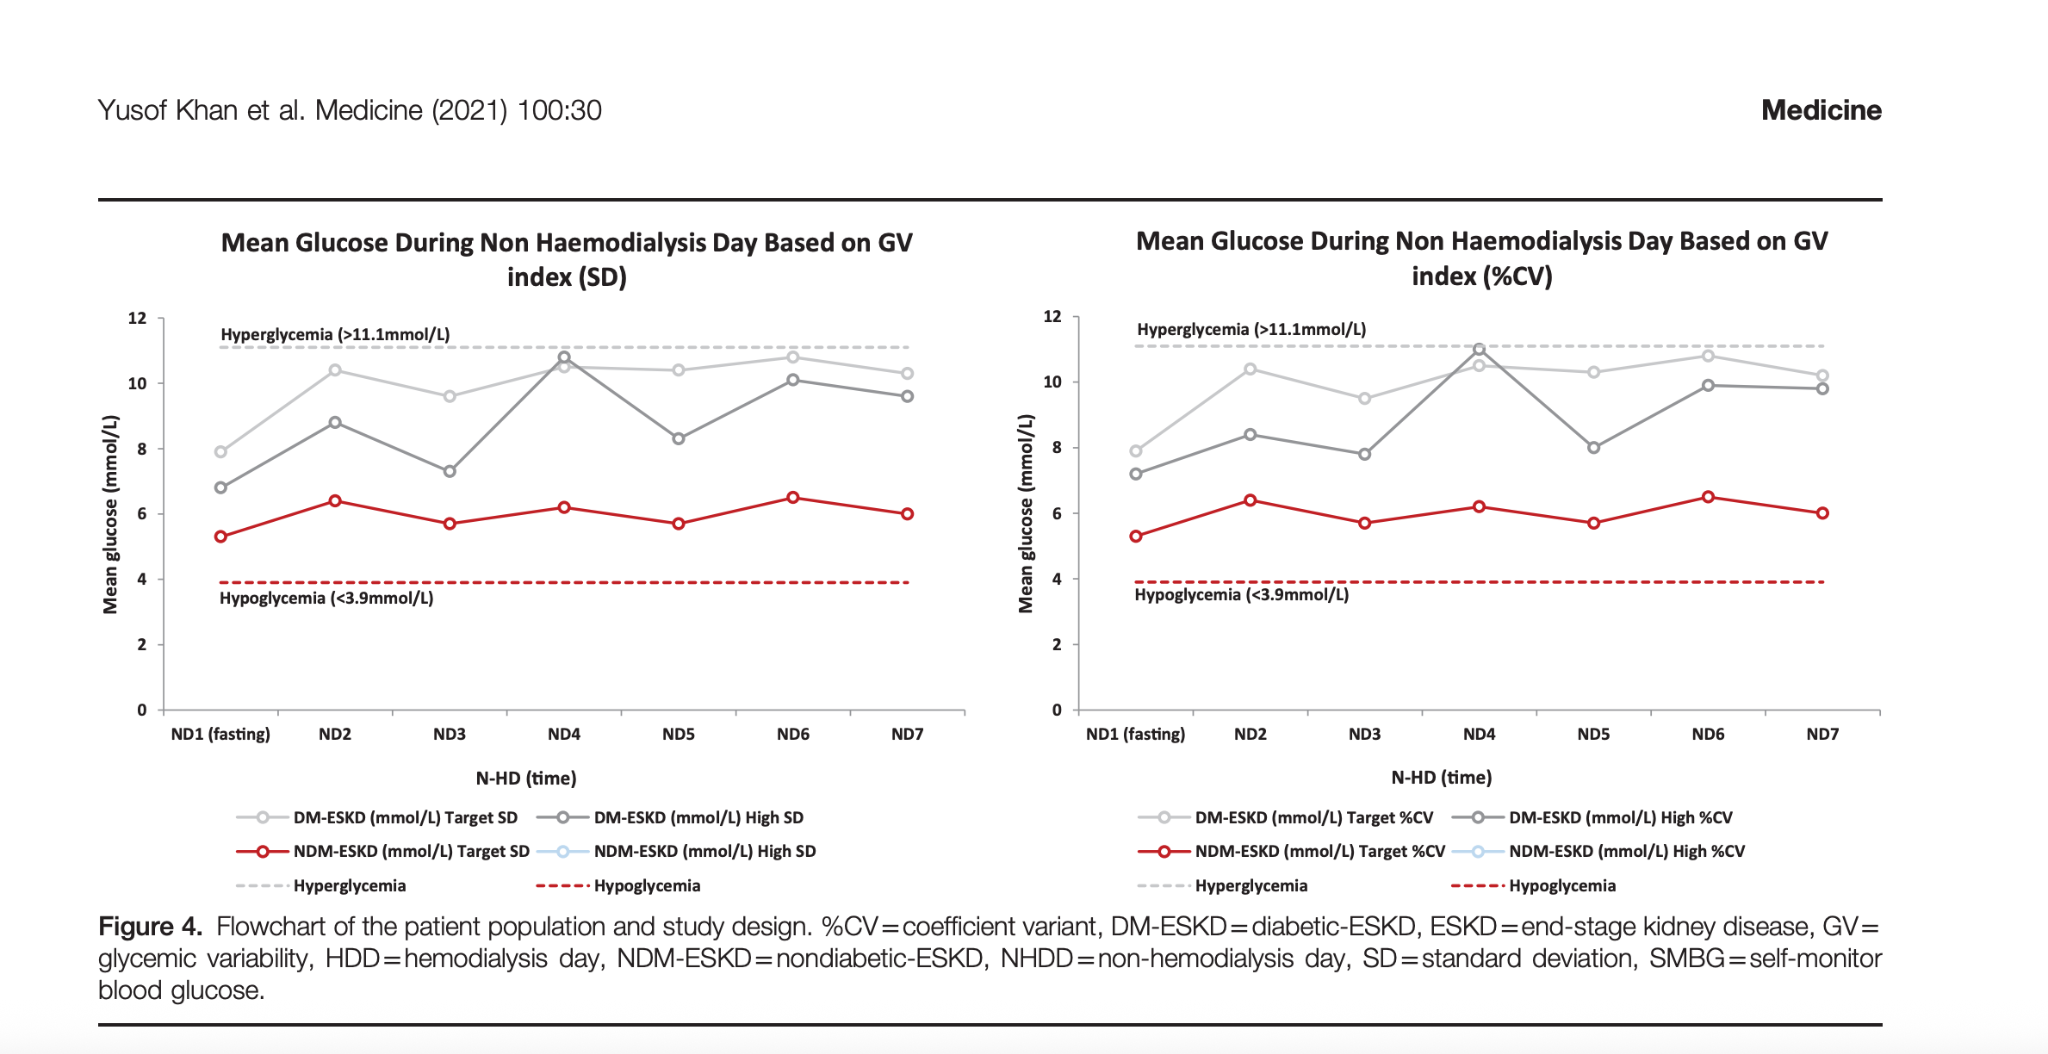 Yusof Khan et al. Medicine (2021) 100:30
Medicine
Mean Glucose During Non Haemodialysis Day Based on GV
index (SD)
12
10
8
6
4
2
0
Mean glucose (mmol/L)
Hyperglycemia (>11.1mmol/L)
Hypoglycemia (<3.9mmol/L)
ND1 (fasting) ND2 ND3 ND4 ND5 ND6 ND7
N-HD (time)
DM-ESKD (mmol/L) Target SD DM-ESKD (mmol/L) High SD
NDM-ESKD (mmol/L) Target SD NDM-ESKD (mmol/L) High SD
Hyperglycemia Hypoglycemia
Mean Glucose During Non Haemodialysis Day Based on GV
index (%CV)
12
10
8
6
4
2
0
Mean glucose (mmol/L)
Hyperglycemia (>11.1mmol/L)
Hypoglycemia (<3.9mmol/L)
ND1 (fasting) ND2 ND3 ND4 ND5 ND6 ND7
N-HD (time)
DM-ESKD (mmol/L) Target %CV DM-ESKD (mmol/L) High %CV
NDM-ESKD (mmol/L) Target %CV NDM-ESKD (mmol/L) High %CV
Hyperglycemia Hypoglycemia
Figure 4. Flowchart of the patient population and study design. %CV=coefficient variant, DM-ESKD=diabetic-ESKD, ESKD=end-stage kidney disease, GV=
glycemic variability, HDD=hemodialysis day, NDM-ESKD=nondiabetic-ESKD, NHDD=non-hemodialysis day, SD=standard deviation, SMBG=self-monitor
blood glucose.